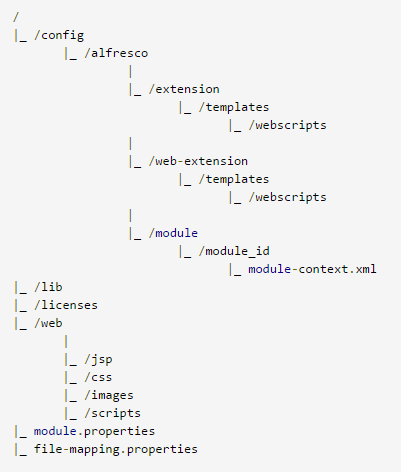 /
|_ /config
|_ /alfresco
|
|_ /extension
|_ /templates
|_ /webscripts
|
|_ /web-extension
|_ /templates
|_ /webscripts
|
|_ /module
|_ /module_id
|_ module-context.xml
|_ /lib
|_ /licenses
|_ /web
|
|_ /jsp
|_ /css
|_ /images
|_ /scripts
|_ module.properties
|_ file-mapping.properties